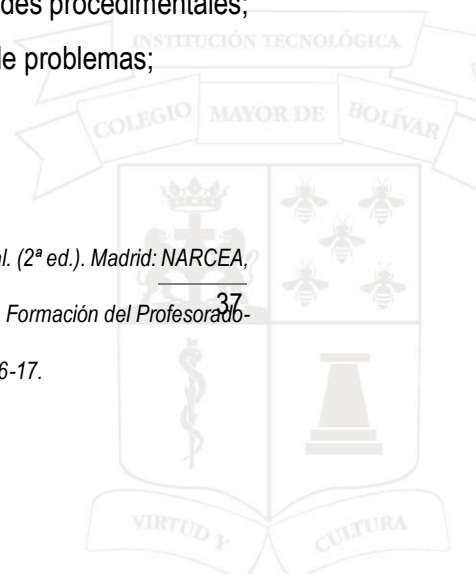 des procedimentales;
INSTITUCIÓN TECNOLÓGICA
de problemas;
COLEGIO MAYOR DE BOLÍVAR
al. (2ª ed.). Madrid: NARCEA,
37
Formación del Profesorado-
6-17.
VIRTUD Y CULTURA